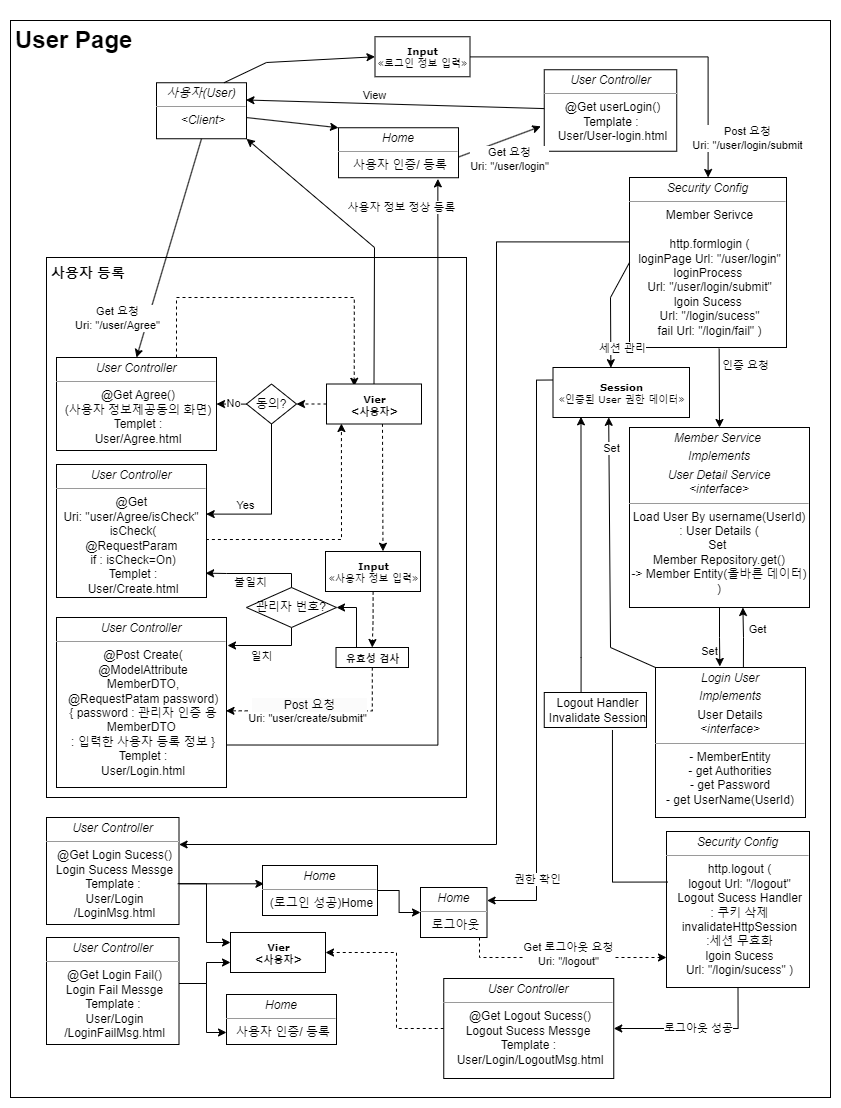 User Page
Input
«로그인 정보 입력»
사용자(User)
<Client>
View
User Controller
@Get userLogin()
Template :
User/User-login.html
Home
사용자 인증/ 등록
Get 요청
Uri: "/user/login"
Post 요청
Uri: "/user/login/submit
사용자 정보 정상 등록
Security Config
Member Serivce
http.formlogin (
loginPage Url: "/user/login"
loginProcess
Url: "/user/login/submit"
lgoin Sucess
Url: "/login/sucess"
fail Url: "/login/fail" )
사용자 등록
Get 요청
Uri: "/user/Agree"
User Controller
@Get Agree()
(사용자 정보제공동의 화면)
Templet :
User/Agree.html
No
동의?
Vier
<사용자>
Yes
세션 관리
인증 요청
Session
«인증된 User 권한 데이터»
Set
Member Service
Implements
User Detail Service
<interface>
Load User By username(UserId)
: User Details (
Set
Member Repository.get()
-> Member Entity(올바른 데이터)
)
User Controller
@Get
Uri: "user/Agree/isCheck"
isCheck(
@RequestParam
if : isCheck=On)
Templet :
User/Create.html
Input
«사용자 정보 입력»
불일치
관리자 번호?
일치
유효성 검사
User Controller
@Post Create(
@ModelAttribute
MemberDTO,
@RequestPatam password)
{ password : 관리자 인증 용
MemberDTO
: 입력한 사용자 등록 정보 }
Templet :
User/Login.html
Post 요청
Uri: "user/create/submit"
Get
Set
Login User
Implements
User Details
<interface>
- MemberEntity
- get Authorities
- get Password
- get UserName(UserId)
Logout Handler
Invalidate Session
User Controller
@Get Login Sucess()
Login Sucess Messge
Template :
User/Login
/LoginMsg.html
Home
(로그인 성공)Home
권한 확인
Home
로그아웃
Security Config
http.logout (
logout Url: "/logout"
Logout Sucess Handler
: 쿠키 삭제
invalidateHttpSession
:세션 무효화
lgoin Sucess
Url: "/login/sucess" )
User Controller
@Get Login Fail()
Login Fail Messge
Template :
User/Login
/LoginFailMsg.html
Vier
<사용자>
Get 로그아웃 요청
Uri: "/logout"
Home
사용자 인증/ 등록
User Controller
@Get Logout Sucess()
Logout Sucess Messge
Template :
User/Login/LogoutMsg.html
로그아웃 성공